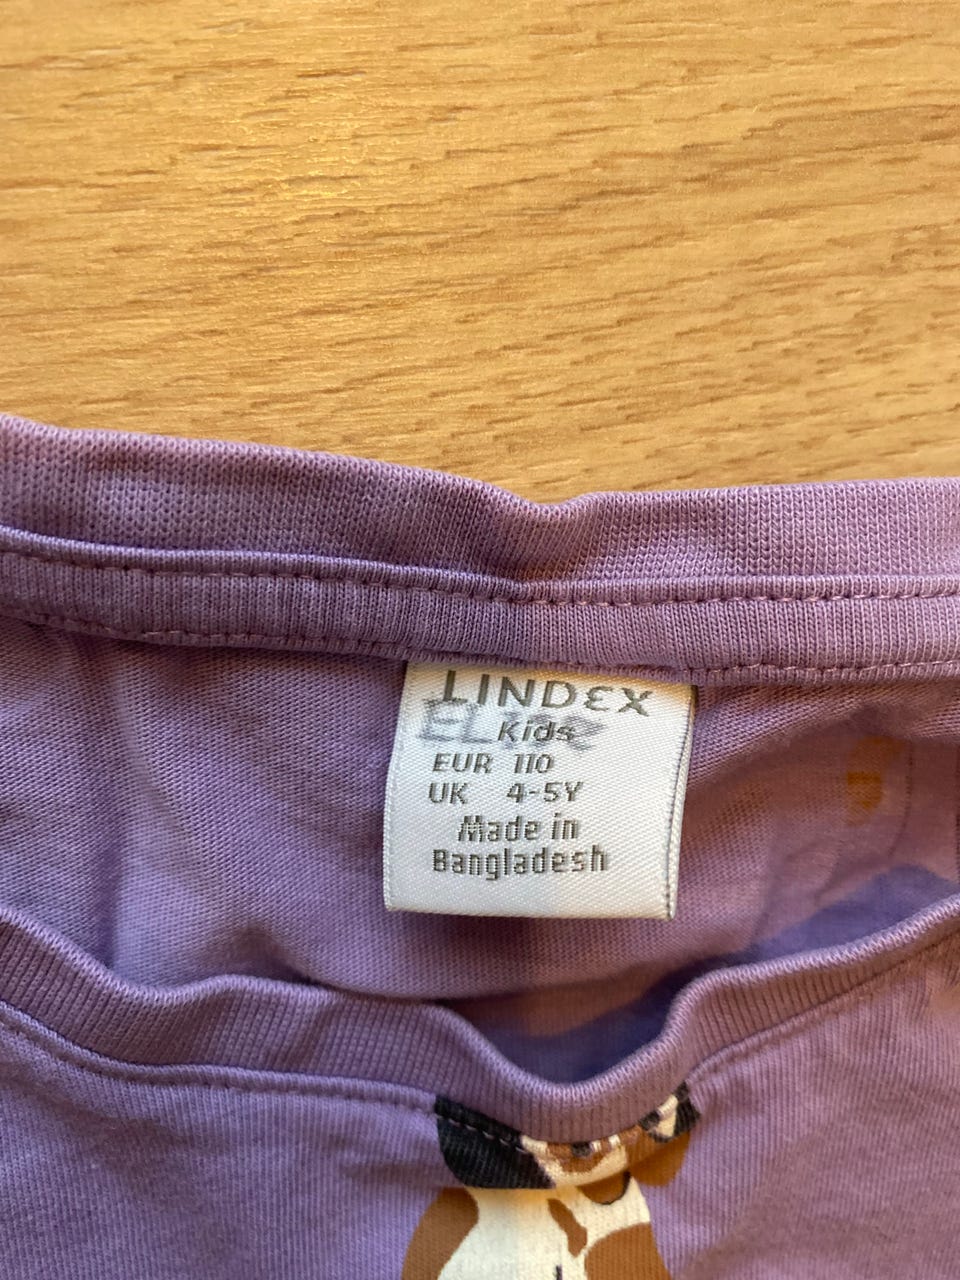 LINDEX
Kids
EUR 110
UK 4-5Y
Made in
Bangladesh